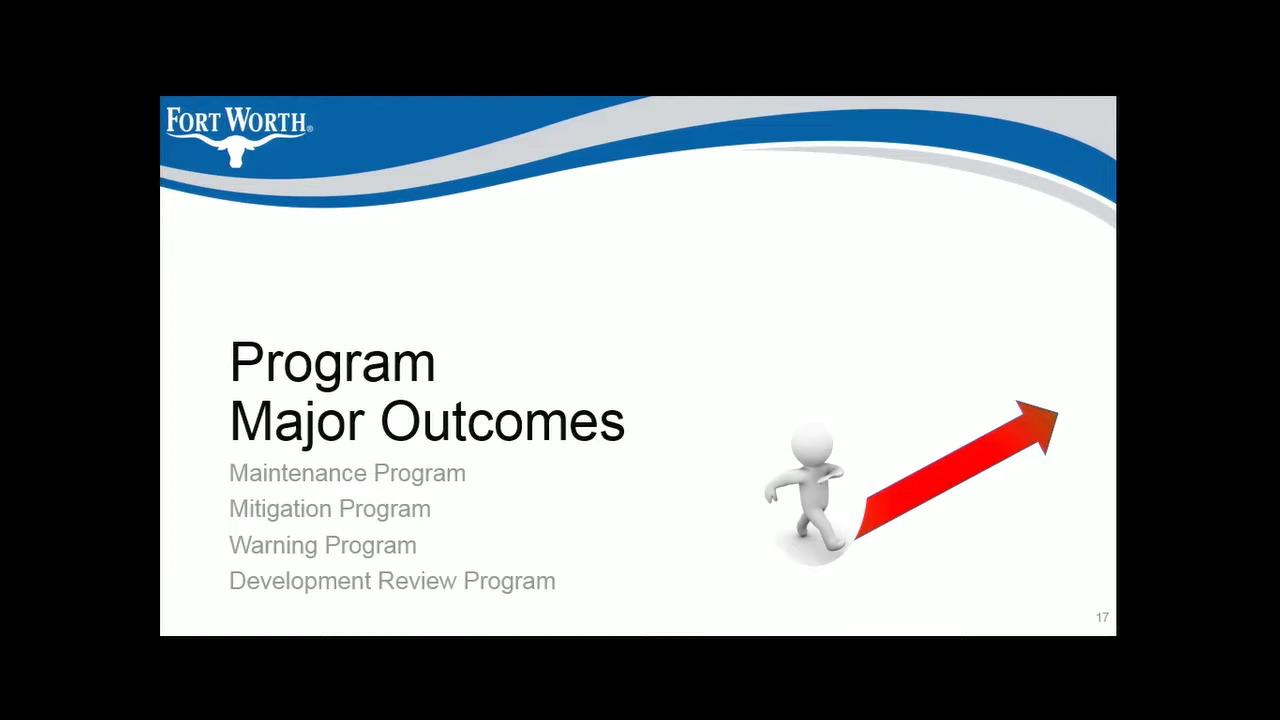 FORT WORTH®
Program
Major Outcomes
Maintenance Program
Mitigation Program
Warning Program
Development Review Program
17